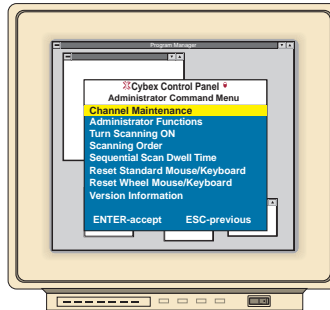 Program Manager
Cybex Control Panel
Administrator Command Menu
Channel Maintenance
Administrator Functions
Turn Scanning ON
Scanning Order
Sequential Scan Dwell Time
Reset Standard Mouse/Keyboard
Reset Wheel Mouse/Keyboard
Version Information
ENTER-accept ESC-previous